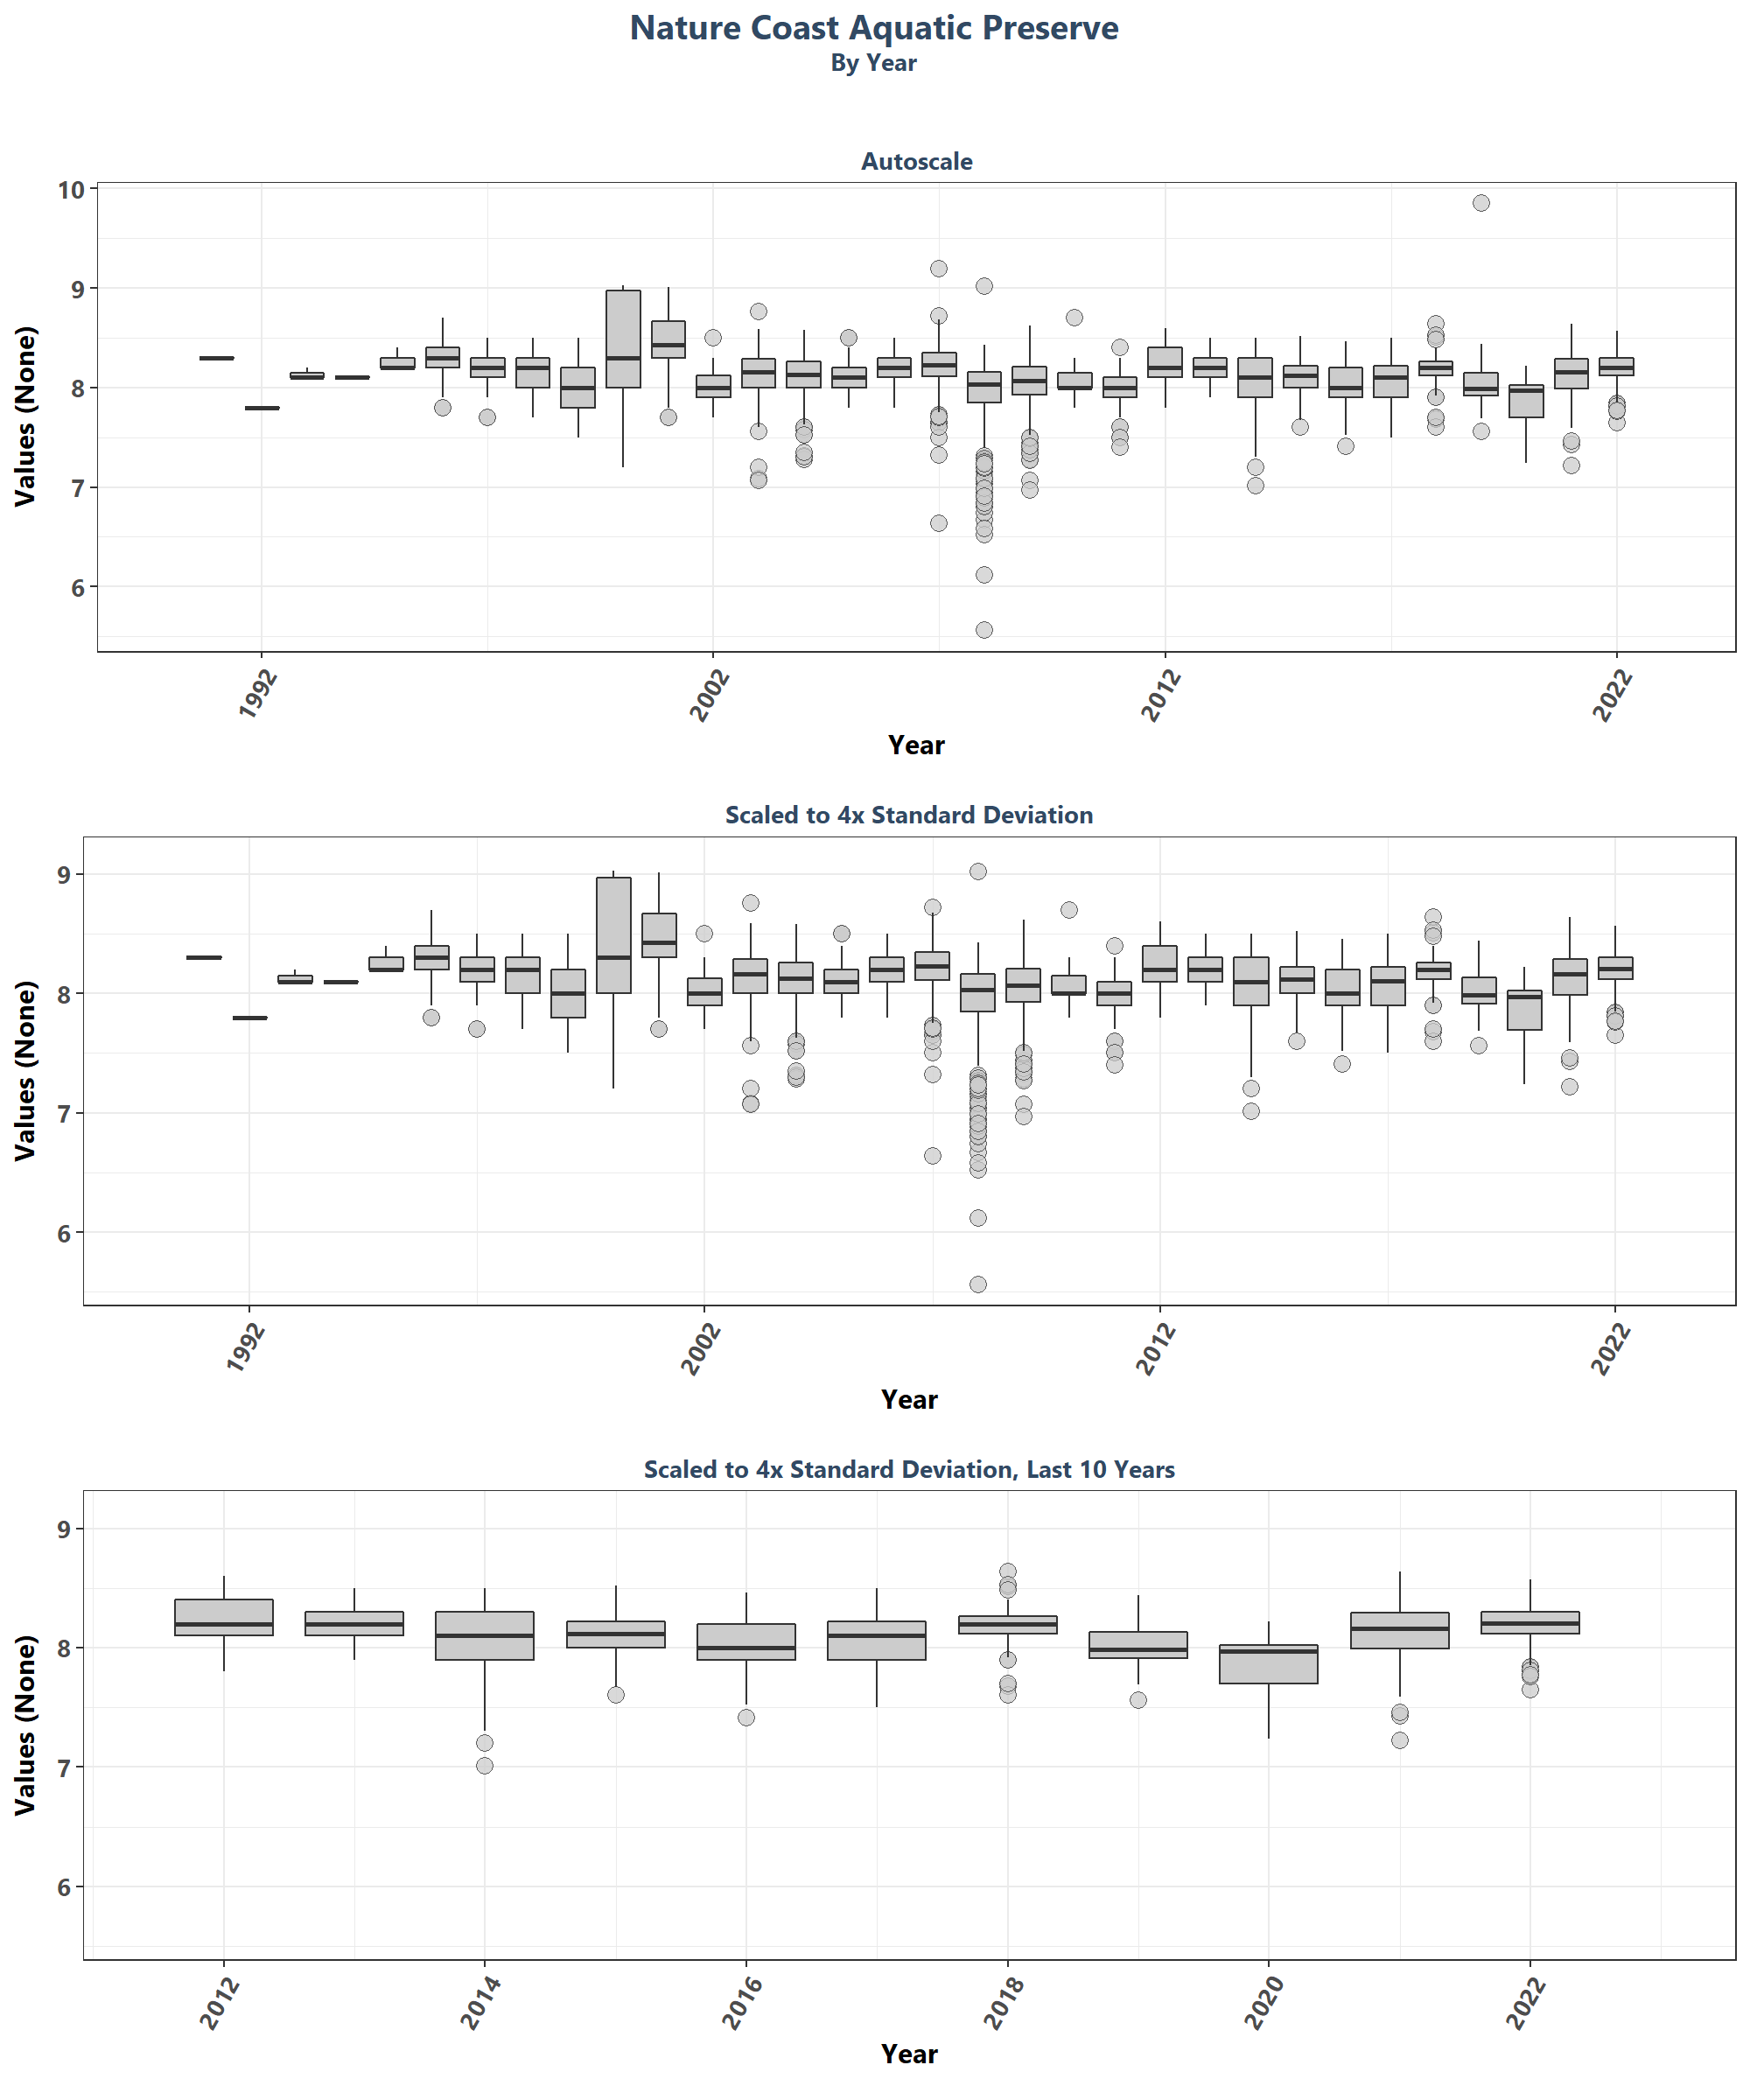 Nature Coast Aquatic Preserve
By Year
Autoscale
Values (None)
10
9
8
7
6
1992
2002
2012
2022
Year
Scaled to 4x Standard Deviation
Values (None)
9
8
7
6
1992
2002
2012
2022
Year
Scaled to 4x Standard Deviation, Last 10 Years
Values (None)
9
8
7
6
2012
2014
2016
2018
2020
2022
Year